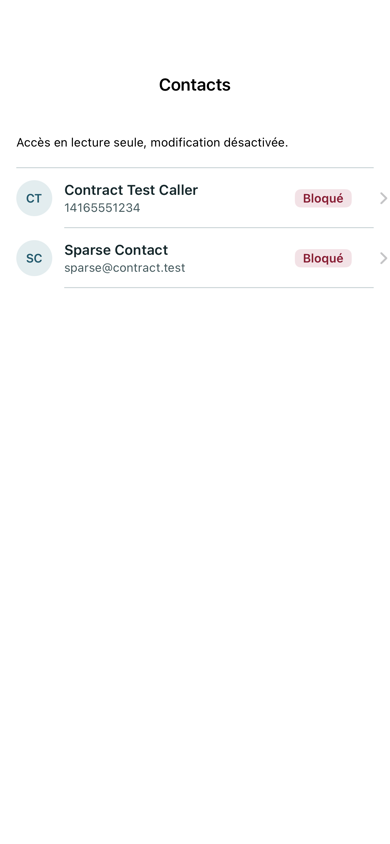 Contacts
Accès en lecture seule, modification désactivée.
CT
Contract Test Caller
14165551234
Bloqué
SC
Sparse Contact
sparse@contract.test
Bloqué